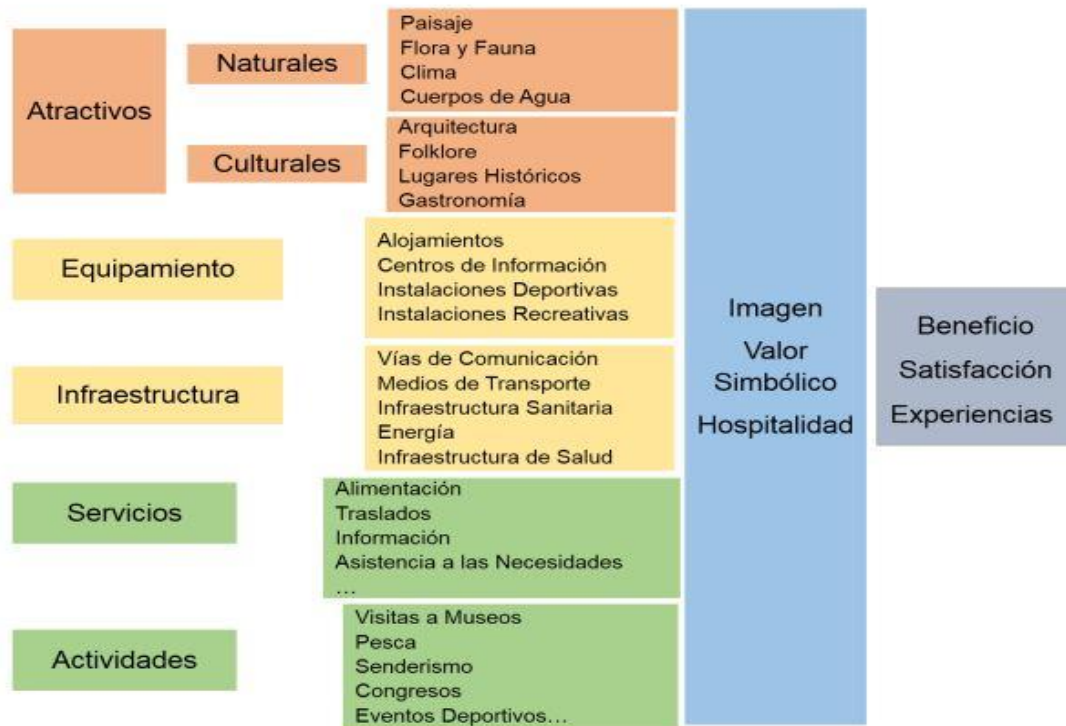 Atractivos
Naturales
Paisaje
Flora y Fauna
Clima
Cuerpos de Agua
Culturales
Arquitectura
Folklore
Lugares Históricos
Gastronomía
Equipamiento
Alojamientos
Centros de Información
Instalaciones Deportivas
Instalaciones Recreativas
Infraestructura
Vías de Comunicación
Medios de Transporte
Infraestructura Sanitaria
Energía
Infraestructura de Salud
Servicios
Alimentación
Traslados
Información
Asistencia a las Necesidades
…
Actividades
Visitas a Museos
Pesca
Senderismo
Congresos
Eventos Deportivos…
Imagen
Valor
Simbólico
Hospitalidad
Beneficio
Satisfacción
Experiencias